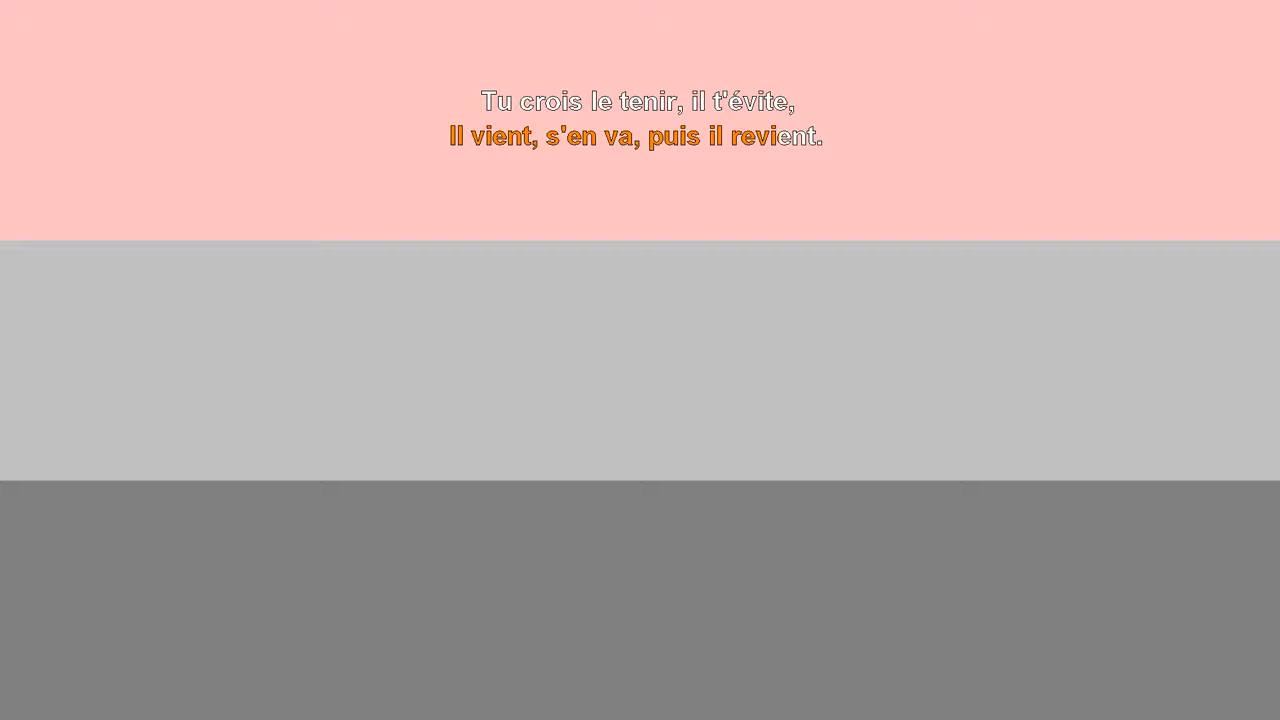 Tu crois le tenir, il t'évite,
Il vient, s'en va, puis il revient.